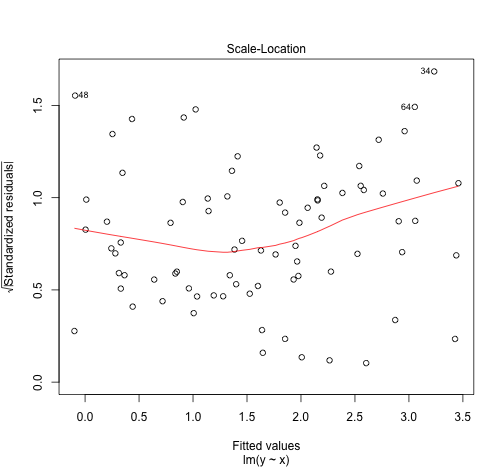 Scale-Location
34
64
48
√|Standardized residuals|
1.5
1.0
0.5
0.0
0.0 0.5 1.0 1.5 2.0 2.5 3.0 3.5
Fitted values
lm(y ~ x)